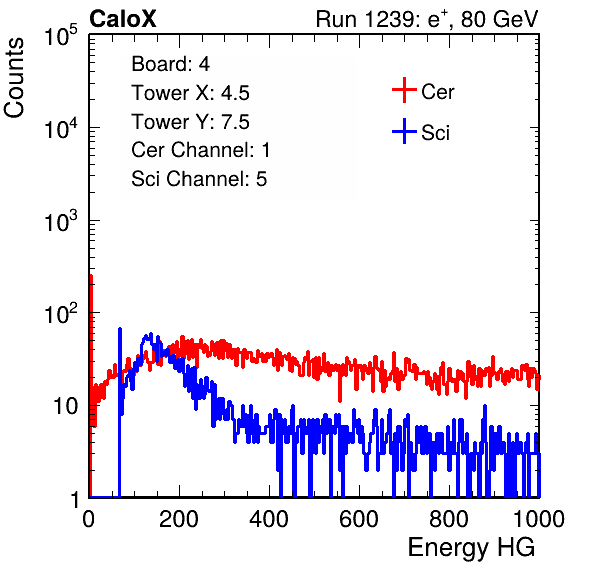 CaloX
Run 1239: e⁺, 80 GeV
Counts
10⁵
10⁴
10³
10²
10
1
Board: 4
Tower X: 4.5
Tower Y: 7.5
Cer Channel: 1
Sci Channel: 5
Cer
Sci
0 200 400 600 800 1000
Energy HG